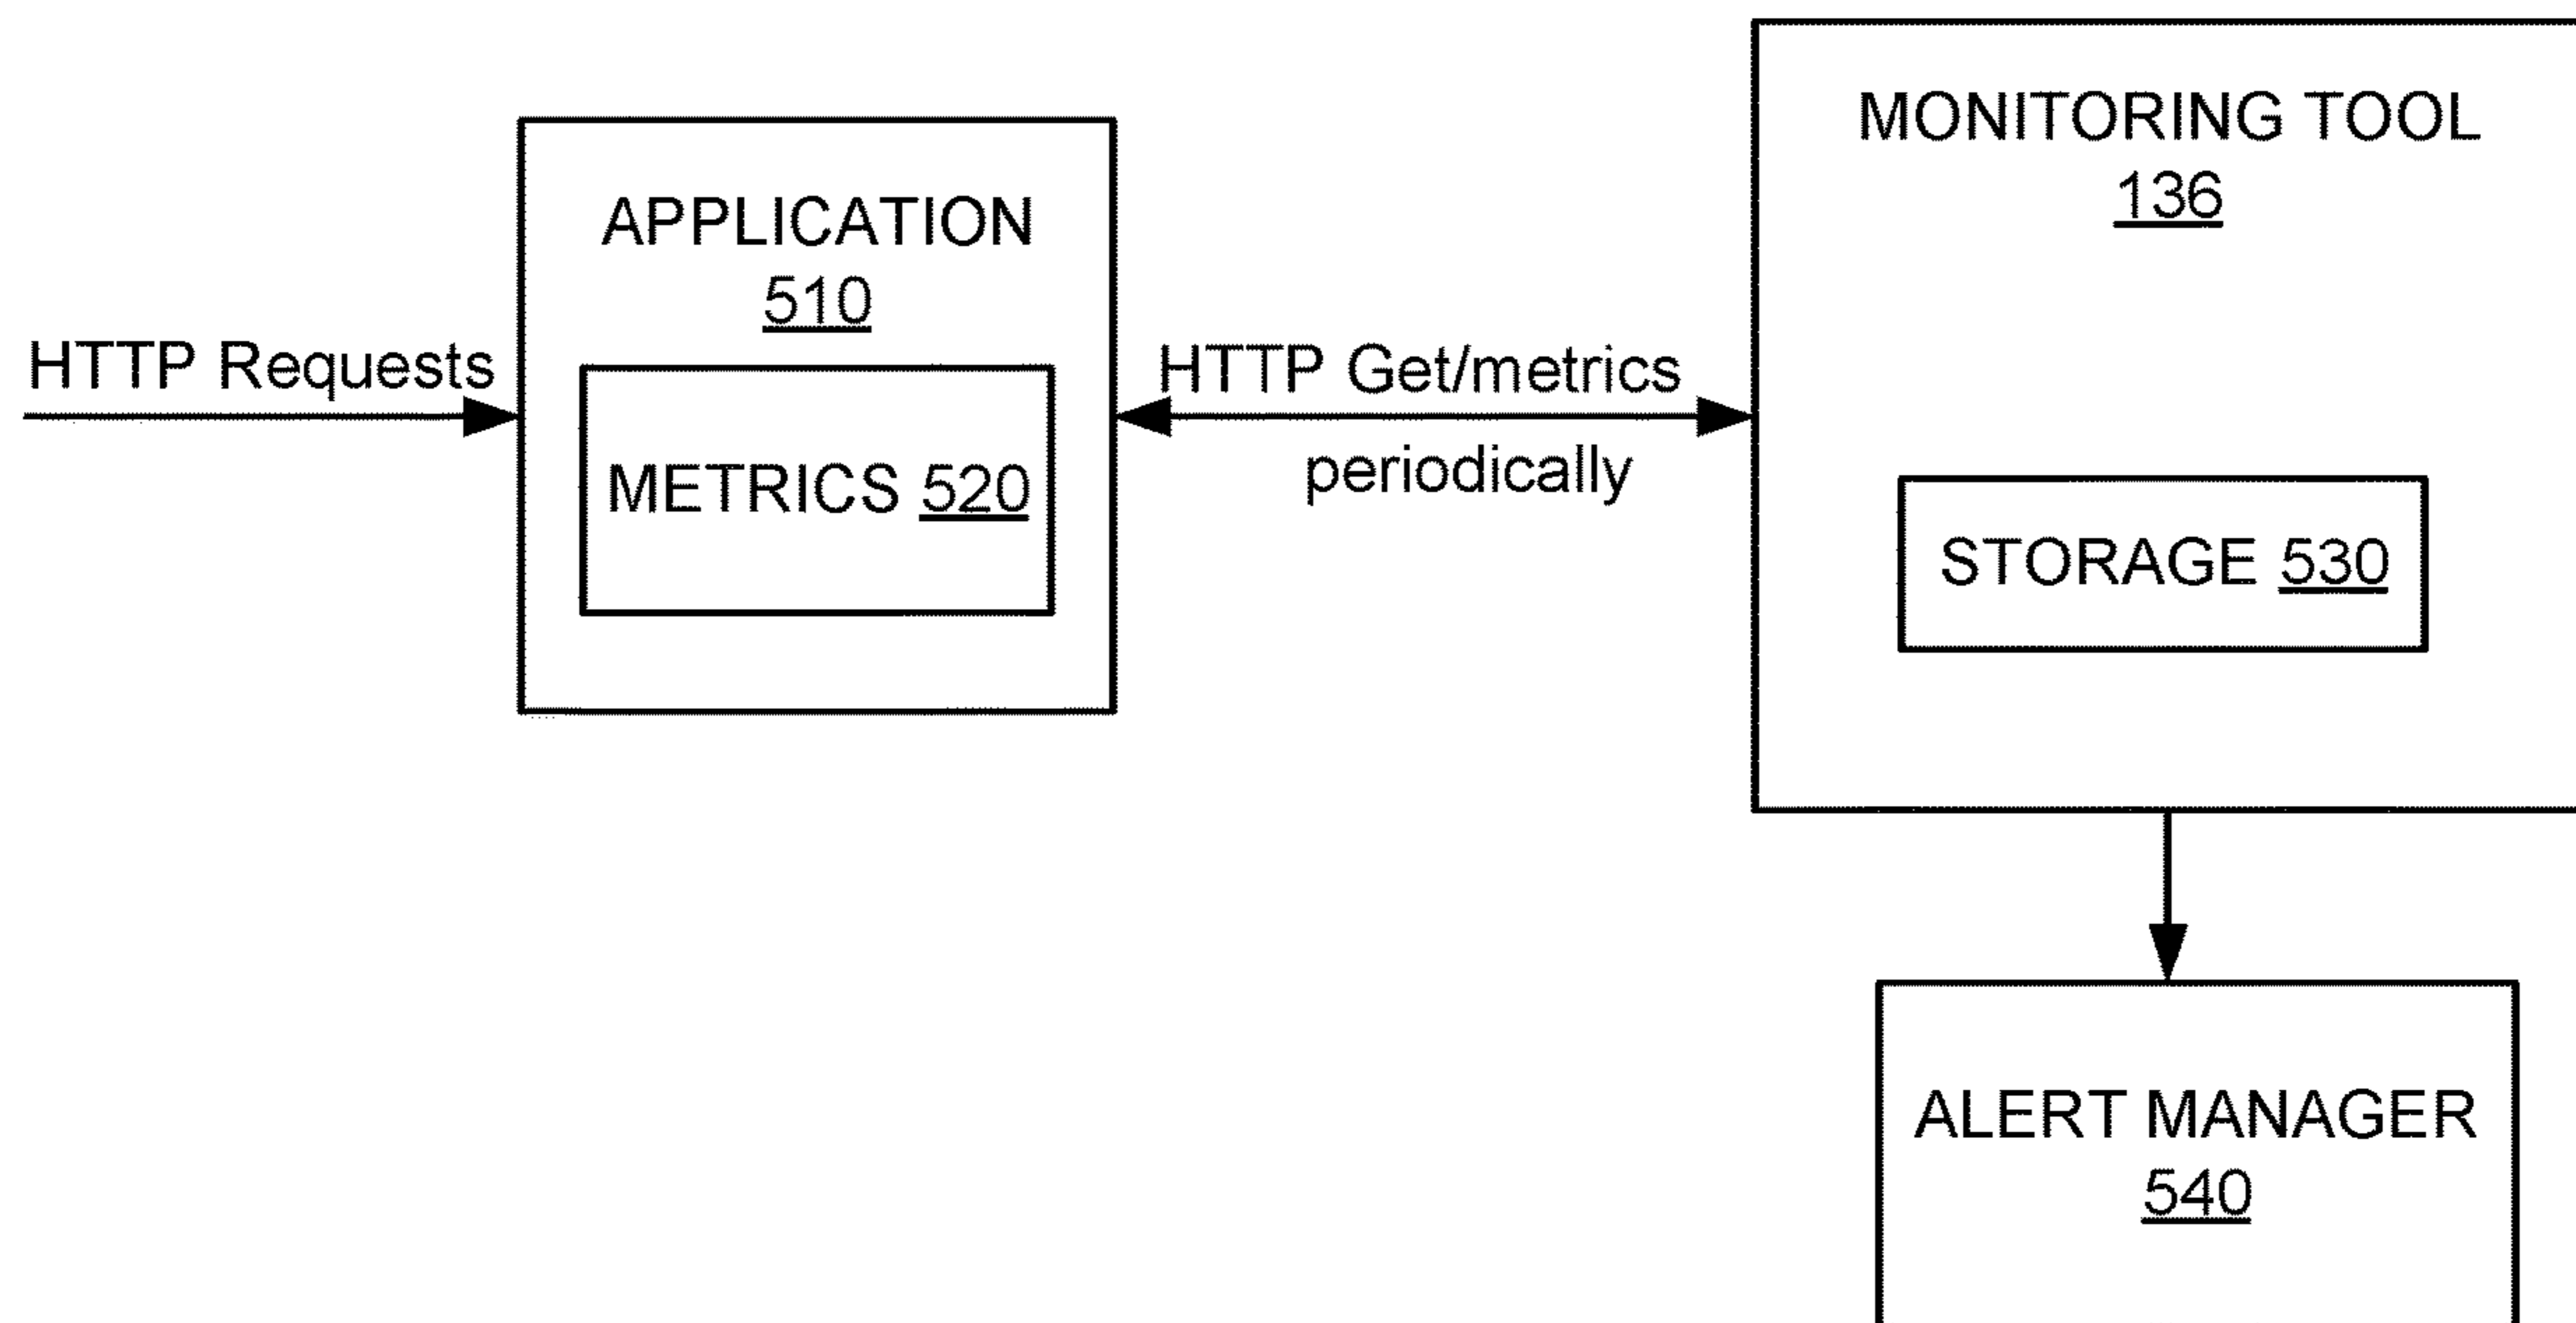 MONITORING TOOL
136
APPLICATION
510
HTTP Requests
HTTP Get/metrics
periodically
METRICS 520
STORAGE 530
ALERT MANAGER
540